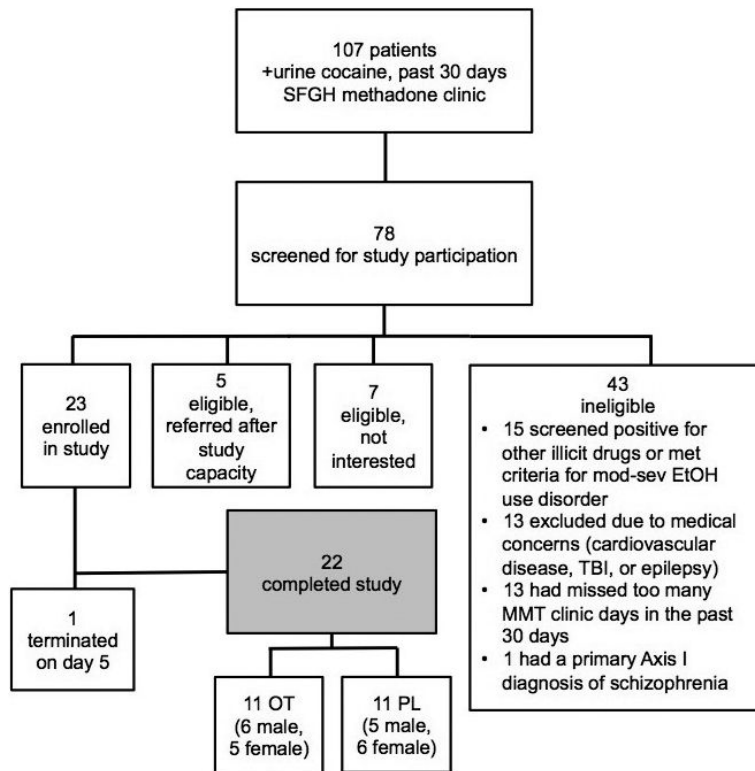 107 patients
+urine cocaine, past 30 days
SFGH methadone clinic
78
screened for study participation
23
enrolled
in study
5
eligible,
referred after
study
capacity
7
eligible,
not
interested
43
ineligible
• 15 screened positive for
other illicit drugs or met
criteria for mod-sev EtOH
use disorder
• 13 excluded due to medical
concerns (cardiovascular
disease, TBI, or epilepsy)
• 13 had missed too many
MMT clinic days in the past
30 days
• 1 had a primary Axis I
diagnosis of schizophrenia
22
completed study
1
terminated
on day 5
11 OT
(6 male,
5 female)
11 PL
(5 male,
6 female)